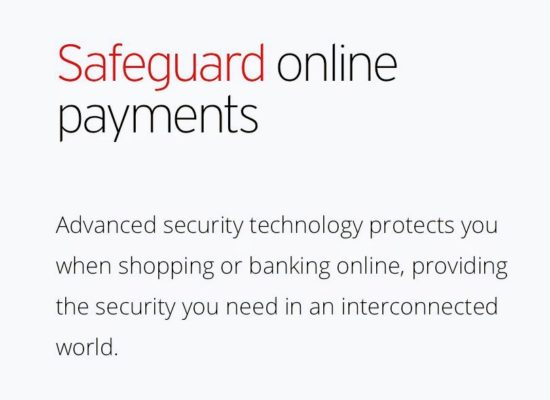 Safeguard online
payments
Advanced security technology protects you
when shopping or banking online, providing
the security you need in an interconnected
world.